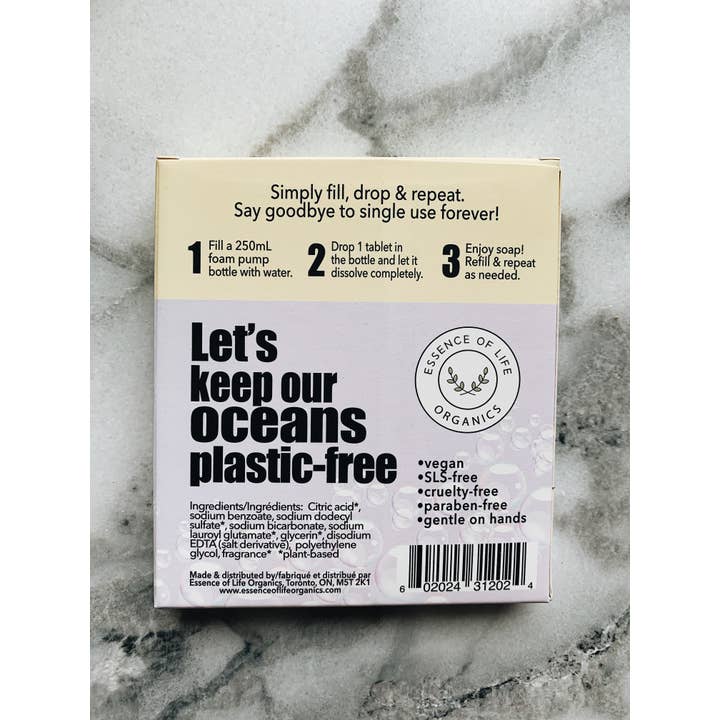 Simply fill, drop & repeat.
Say goodbye to single use forever!
1 Fill a 250mL
foam pump
bottle with water.
2 Drop 1 tablet in
the bottle and let it
dissolve completely.
3 Enjoy soap!
Refill & repeat
as needed.
Let's
keep our
oceans
plastic-free
ESSENCE OF LIFE
ORGANICS
•vegan
•SLS-free
•cruelty-free
•paraben-free
•gentle on hands
Ingredients/Ingrédients: Citric acid*,
sodium benzoate, sodium dodecyl
sulfate*, sodium bicarbonate, sodium
lauroyl glutamate*, glycerin*, disodium
EDTA (salt derivative), polyethylene
glycol, fragrance* *plant-based
Made & distributed by/fabriqué et distribué par
Essence of Life Organics, Toronto, ON, M5T 2K1
www.essenceoflifeorganics.com
6 02024 31202 4